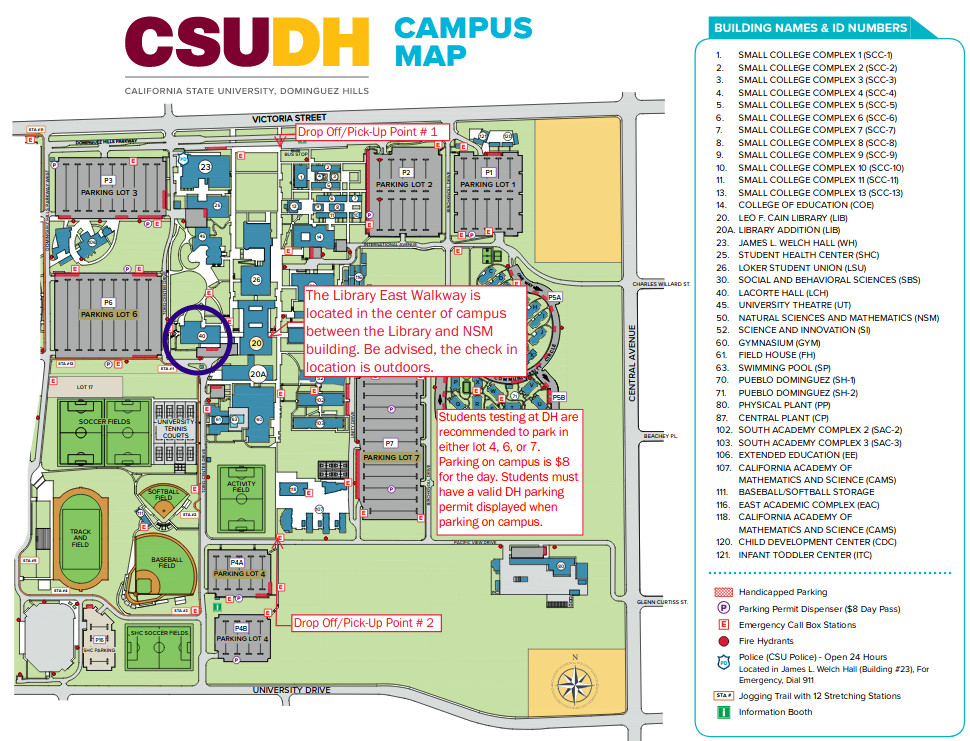 CSUDH
CAMPUS
MAP
CALIFORNIA STATE UNIVERSITY, DOMINGUEZ HILLS
BUILDING NAMES & ID NUMBERS
1. SMALL COLLEGE COMPLEX 1 (SCC-1)
2. SMALL COLLEGE COMPLEX 2 (SCC-2)
3. SMALL COLLEGE COMPLEX 3 (SCC-3)
4. SMALL COLLEGE COMPLEX 4 (SCC-4)
5. SMALL COLLEGE COMPLEX 5 (SCC-5)
6. SMALL COLLEGE COMPLEX 6 (SCC-6)
7. SMALL COLLEGE COMPLEX 7 (SCC-7)
8. SMALL COLLEGE COMPLEX 8 (SCC-8)
9. SMALL COLLEGE COMPLEX 9 (SCC-9)
10. SMALL COLLEGE COMPLEX 10 (SCC-10)
11. SMALL COLLEGE COMPLEX 11 (SCC-11)
13. SMALL COLLEGE COMPLEX 13 (SCC-13)
14. COLLEGE OF EDUCATION (COE)
20. LEO F. CAIN LIBRARY (LIB)
20A. LIBRARY ADDITION (LIB)
23. JAMES L. WELCH HALL (WH)
25. STUDENT HEALTH CENTER (SHC)
26. LOKER STUDENT UNION (LSU)
30. SOCIAL AND BEHAVIORAL SCIENCES (SBS)
40. LACORTE HALL (LCH)
45. UNIVERSITY THEATRE (UT)
50. NATURAL SCIENCES AND MATHEMATICS (NSM)
52. SCIENCE AND INNOVATION (SI)
60. GYMNASIUM (GYM)
61. FIELD HOUSE (FH)
63. SWIMMING POOL (SP)
70. PUEBLO DOMINGUEZ (SH-1)
71. PUEBLO DOMINGUEZ (SH-2)
80. PHYSICAL PLANT (PP)
87. CENTRAL PLANT (CP)
102. SOUTH ACADEMY COMPLEX 2 (SAC-2)
103. SOUTH ACADEMY COMPLEX 3 (SAC-3)
106. EXTENDED EDUCATION (EE)
107. CALIFORNIA ACADEMY OF
MATHEMATICS AND SCIENCE (CAMS)
111. BASEBALL/SOFTBALL STORAGE
116. EAST ACADEMIC COMPLEX (EAC)
118. CALIFORNIA ACADEMY OF
MATHEMATICS AND SCIENCE (CAMS)
120. CHILD DEVELOPMENT CENTER (CDC)
121. INFANT TODDLER CENTER (ITC)
Handicapped Parking
P Parking Permit Dispenser ($8 Day Pass)
E Emergency Call Box Stations
Fire Hydrants
PD Police (CSU Police) - Open 24 Hours
Located in James L. Welch Hall (Building #23), For
Emergency, Dial 911
STA # Jogging Trail with 12 Stretching Stations
i Information Booth
VICTORIA STREET
Drop Off/Pick-Up Point # 1
DOMINGUEZ HILLS PARKWAY
BUS STOP
P3
PARKING LOT 3
23
P2
PARKING LOT 2
P1
PARKING LOT 1
121
120
INTERNATIONAL AVENUE
CHARLES WILLARD ST.
26
P5A
P6
PARKING LOT 6
40
20
20A
The Library East Walkway is
located in the center of campus
between the Library and NSM
building. Be advised, the check in
location is outdoors.
CENTRAL AVENUE
P5B
LOT 17
SOCCER FIELDS
UNIVERSITY
TENNIS
COURTS
P7
PARKING LOT 7
Students testing at DH are
recommended to park in
either lot 4, 6, or 7.
Parking on campus is $8
for the day. Students must
have a valid DH parking
permit displayed when
parking on campus.
BEACHEY PL.
SOFTBALL
FIELD
ACTIVITY
FIELD
TRACK
AND
FIELD
BASEBALL
FIELD
PACIFIC VIEW DRIVE
P4A
PARKING LOT 4
80
GLENN CURTISS ST.
P4B
PARKING LOT 4
Drop Off/Pick-Up Point # 2
SHC PARKING
SHC SOCCER FIELDS
N
UNIVERSITY DRIVE